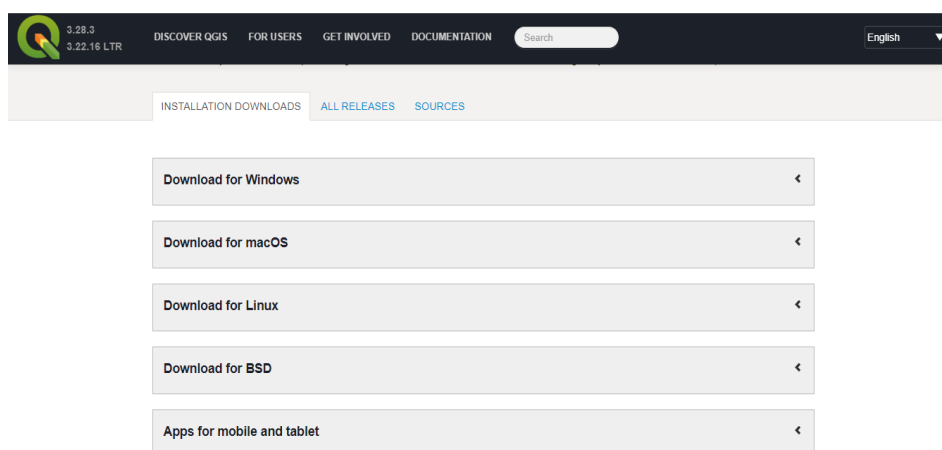 3.28.3
3.22.16 LTR
DISCOVER QGIS FOR USERS GET INVOLVED DOCUMENTATION Search English
INSTALLATION DOWNLOADS ALL RELEASES SOURCES
Download for Windows
Download for macOS
Download for Linux
Download for BSD
Apps for mobile and tablet